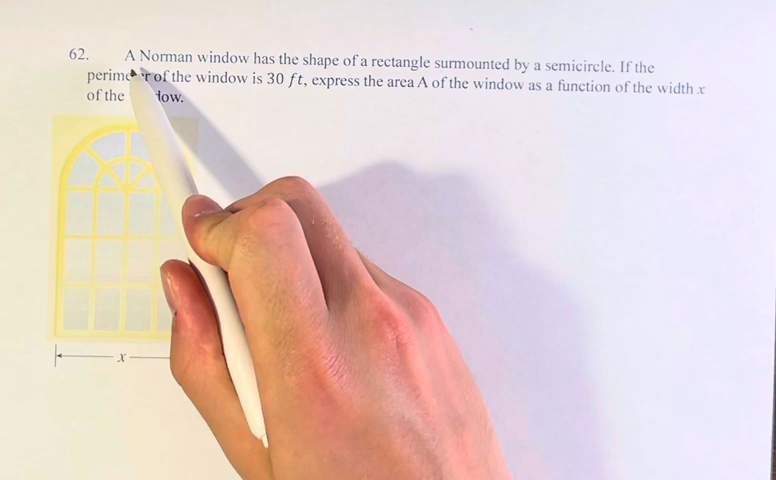 62. A Norman window has the shape of a rectangle surmounted by a semicircle. If the
of the window is 30 ft, express the area A of the window as a function of the width x
of the
x